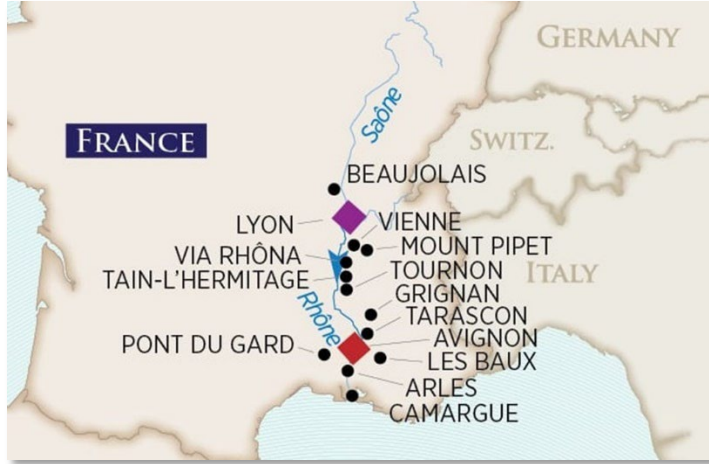 GERMANY
Saône
FRANCE
SWITZ.
BEAUJOLAIS
LYON
VIENNE
MOUNT PIPET
VIA RHÔNA
TOURNON
TAIN-L'HERMITAGE
ITALY
GRIGNAN
Rhône
TARASCON
AVIGNON
PONT DU GARD
LES BAUX
ARLES
CAMARGUE